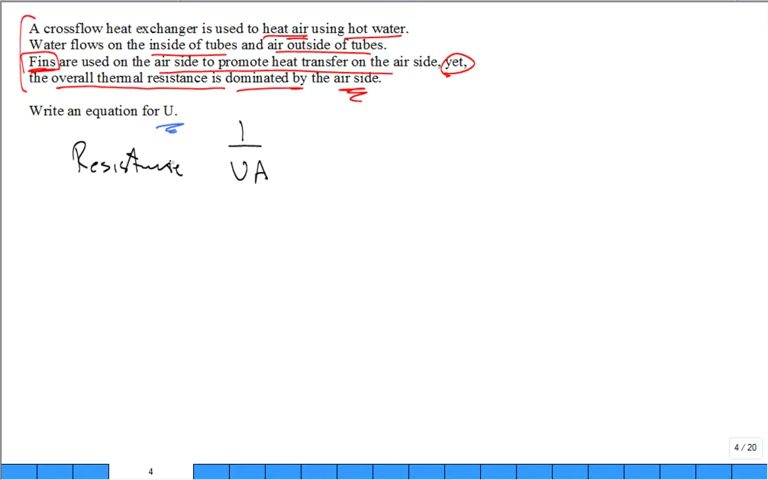 A crossflow heat exchanger is used to heat air using hot water.
Water flows on the inside of tubes and air outside of tubes.
Fins are used on the air side to promote heat transfer on the air side, yet,
the overall thermal resistance is dominated by the air side.
Write an equation for U.
Resistance 1
UA
4 / 20
4